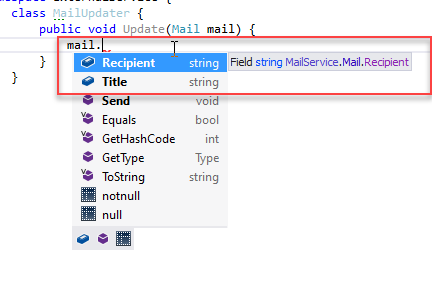 class MailUpdater {
public void Update(Mail mail) {
mail.
Recipient string Field string MailService.Mail.Recipient
Title string
Send void
Equals bool
GetHashCode int
GetType Type
ToString string
notnull
null
}
}